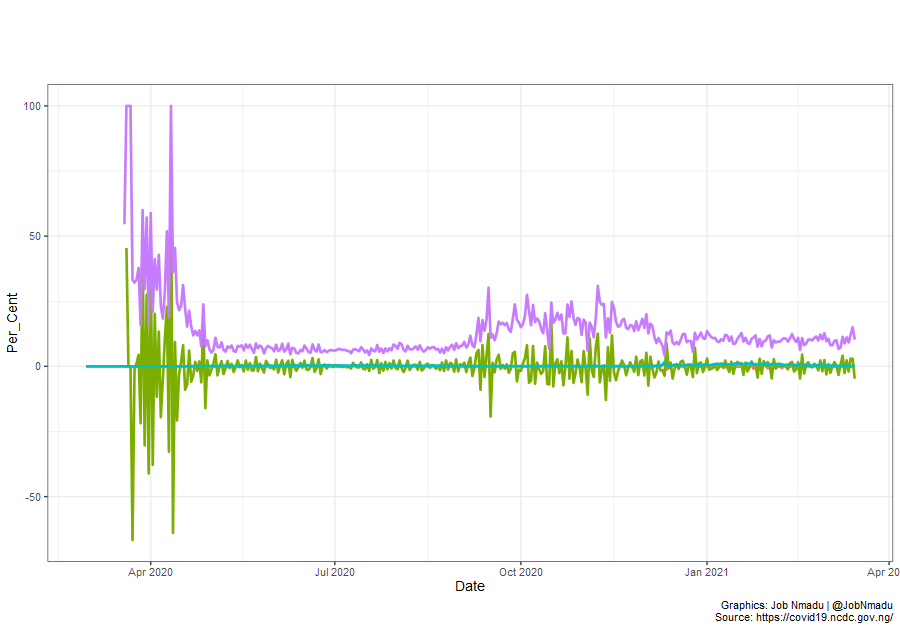 100
50
0
-50
Per_Cent
Apr 2020
Jul 2020
Oct 2020
Jan 2021
Apr 20
Date
Graphics: Job Nmadu | @JobNmadu
Source: https://covid19.ncdc.gov.ng/